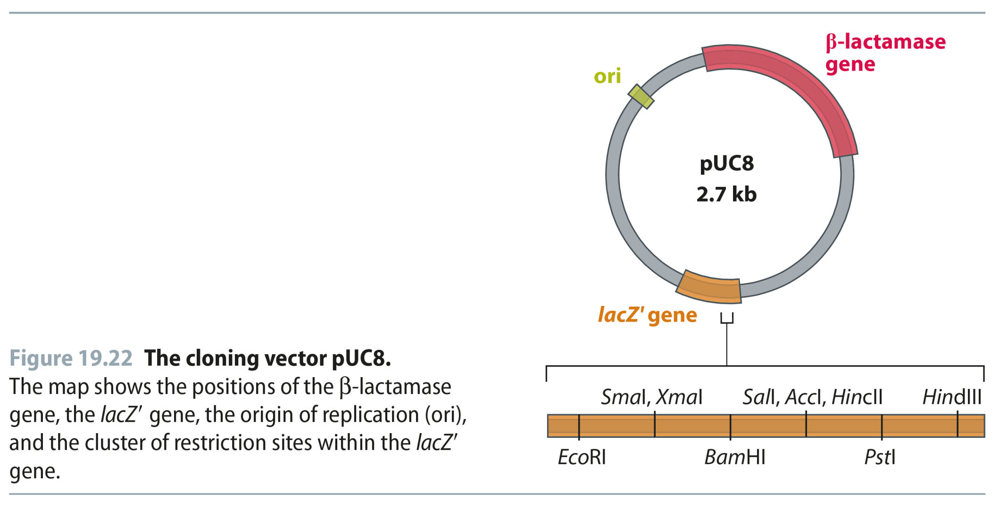 β-lactamase
gene
ori
pUC8
2.7 kb
lacZ′ gene
Figure 19.22 The cloning vector pUC8.
The map shows the positions of the β-lactamase
gene, the lacZ′ gene, the origin of replication (ori),
and the cluster of restriction sites within the lacZ′
gene.
SmaI, XmaI SalI, AccI, HincII HindIII
EcoRI BamHI PstI